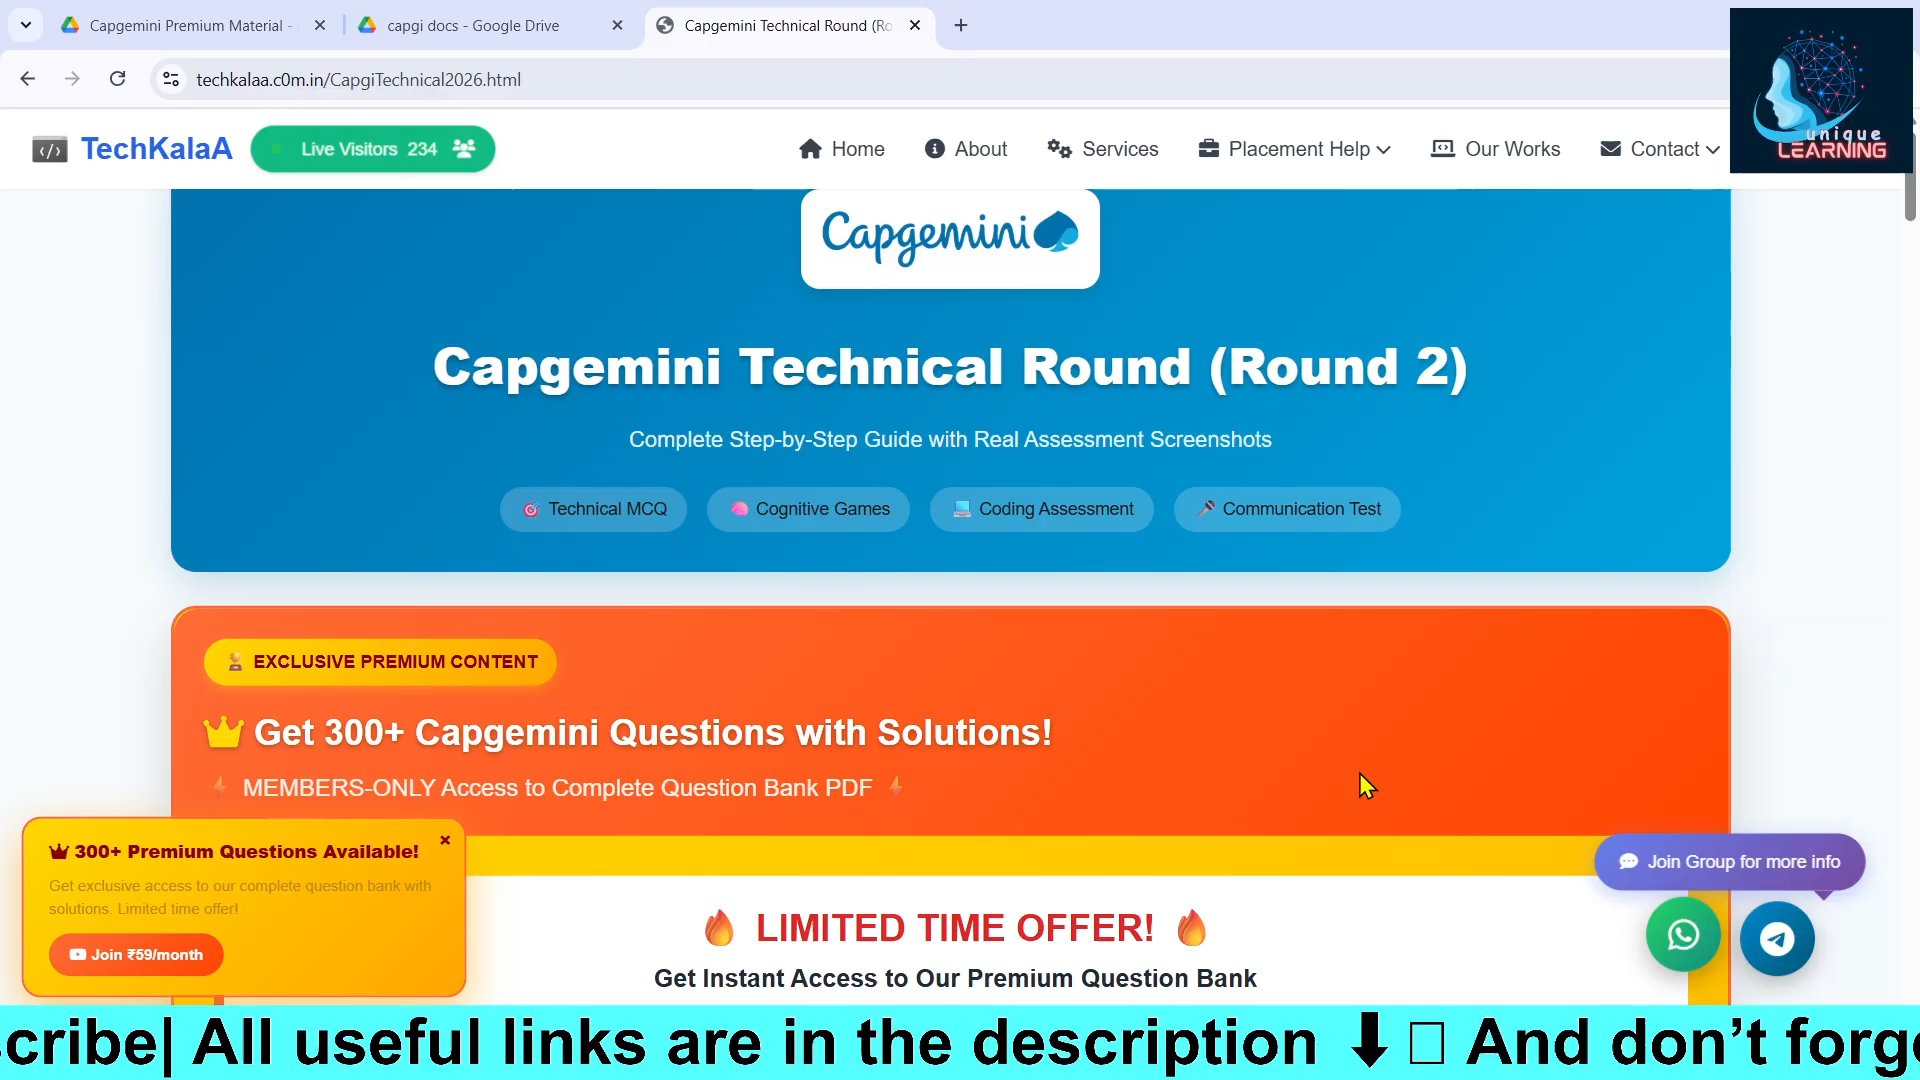 Capgemini Premium Material -
capgi docs - Google Drive
Capgemini Technical Round (Ro
techkalaa.c0m.in/CapgiTechnical2026.html
TechKalaA
Live Visitors 234
Home
About
Services
Placement Help
Our Works
Contact
unique
LEARNING
Capgemini
Capgemini Technical Round (Round 2)
Complete Step-by-Step Guide with Real Assessment Screenshots
Technical MCQ
Cognitive Games
Coding Assessment
Communication Test
EXCLUSIVE PREMIUM CONTENT
Get 300+ Capgemini Questions with Solutions!
MEMBERS-ONLY Access to Complete Question Bank PDF
300+ Premium Questions Available!
Get exclusive access to our complete question bank with
solutions. Limited time offer!
Join ₹59/month
Join Group for more info
LIMITED TIME OFFER!
Get Instant Access to Our Premium Question Bank
scribe| All useful links are in the description ⬇ And don’t forg